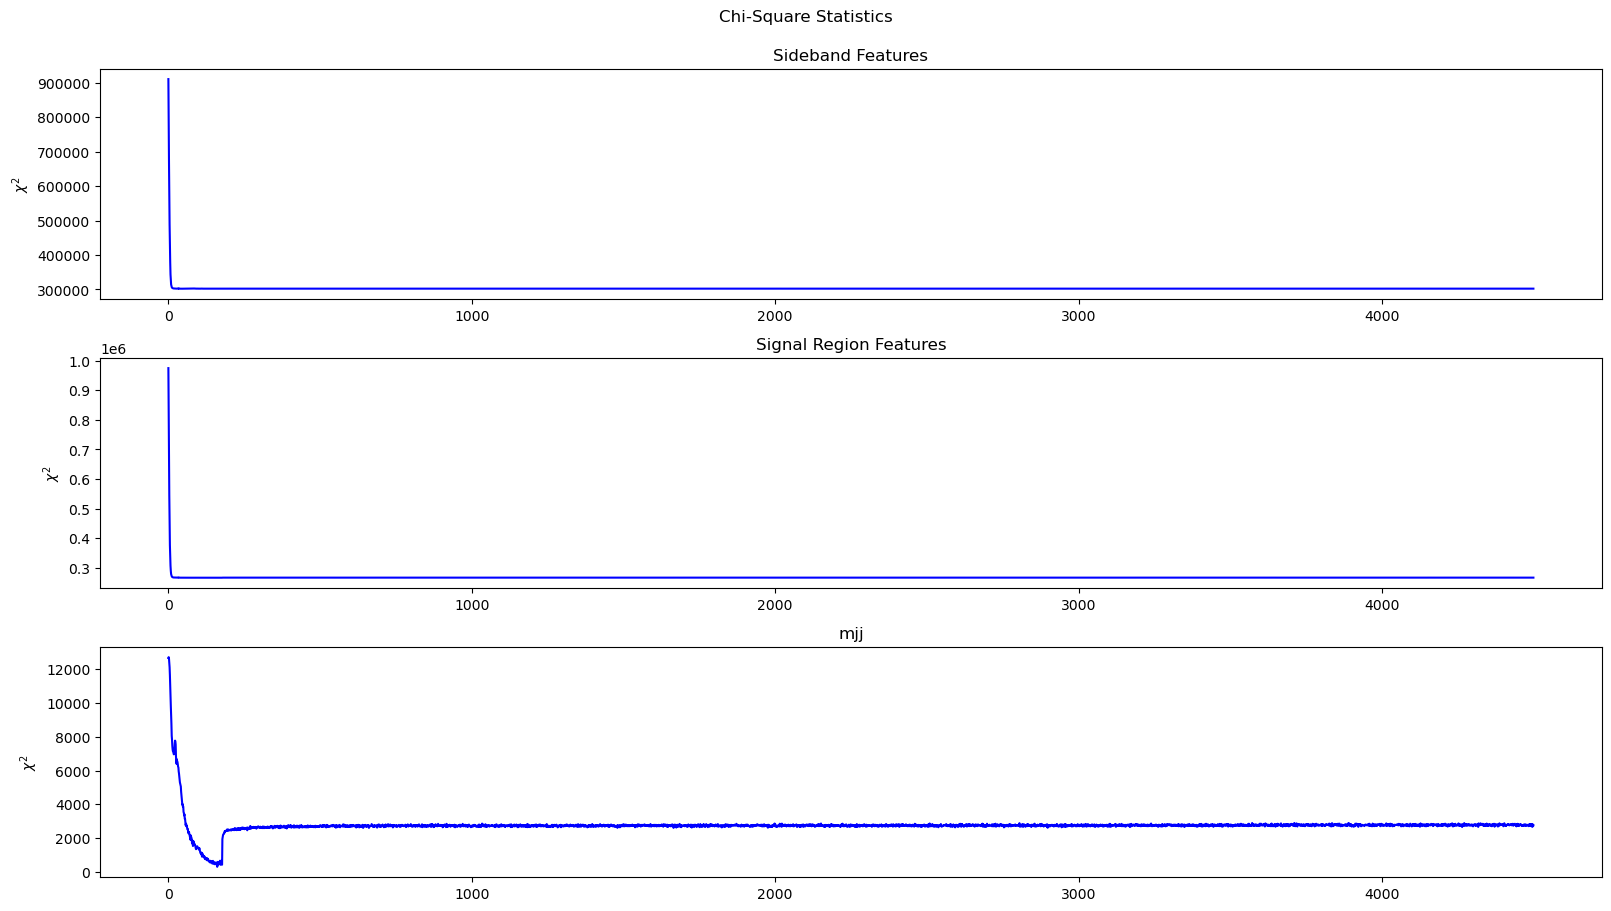 Chi-Square Statistics
Sideband Features
χ²
900000
800000
700000
600000
500000
400000
300000
0 1000 2000 3000 4000
Signal Region Features
1e6
χ²
1.0
0.9
0.8
0.7
0.6
0.5
0.4
0.3
0 1000 2000 3000 4000
mjj
χ²
12000
10000
8000
6000
4000
2000
0
0 1000 2000 3000 4000